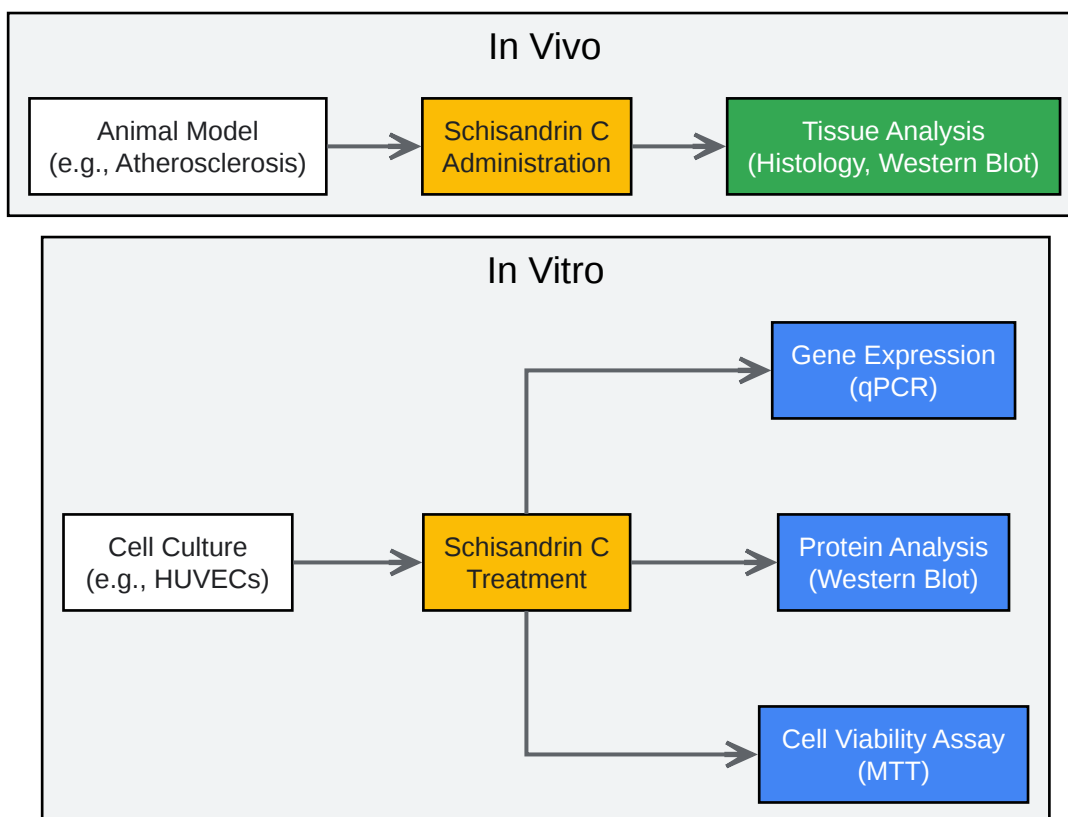 In Vivo
Animal Model
(e.g., Atherosclerosis)
Schisandrin C
Administration
Tissue Analysis
(Histology, Western Blot)
In Vitro
Gene Expression
(qPCR)
Cell Culture
(e.g., HUVECs)
Schisandrin C
Treatment
Protein Analysis
(Western Blot)
Cell Viability Assay
(MTT)